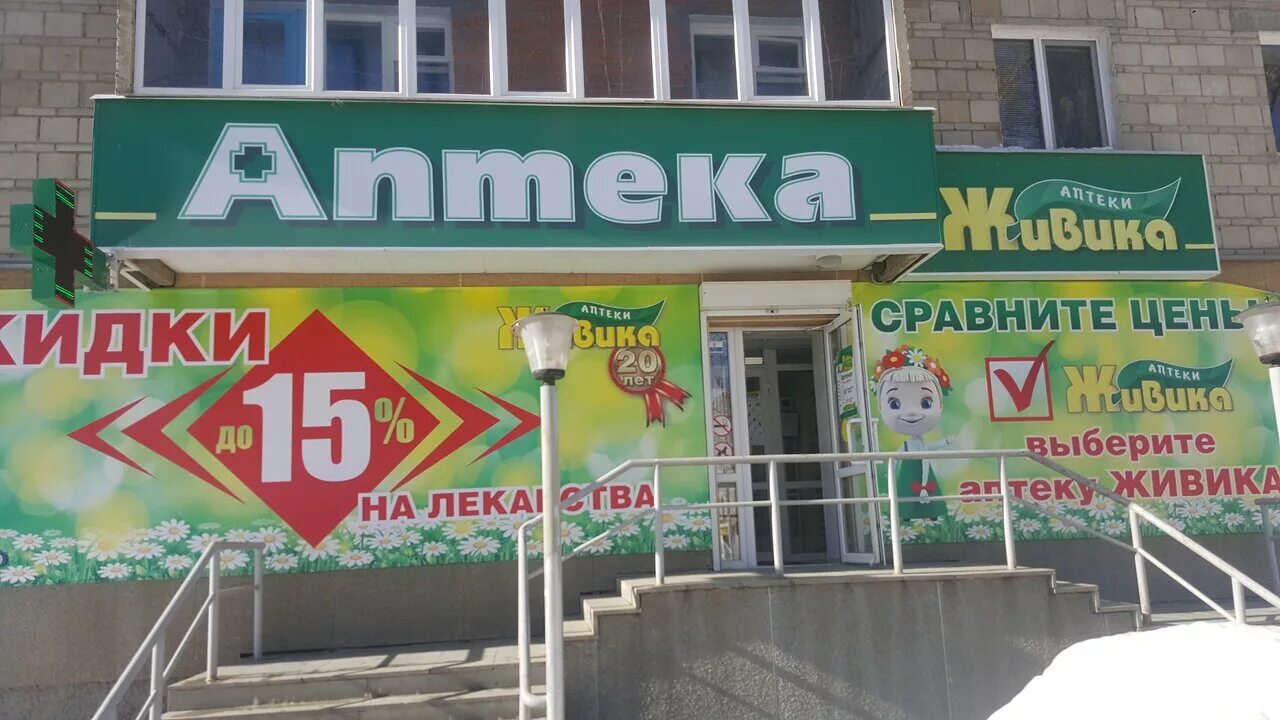 Аптека
АПТЕКИ
Живика
КИДКИ
до 15%
НА ЛЕКАРСТВА
АПТЕКИ
Живика
20
лет
СРАВНИТЕ ЦЕНЫ
АПТЕКИ
Живика
выберите
аптеку ЖИВИКА